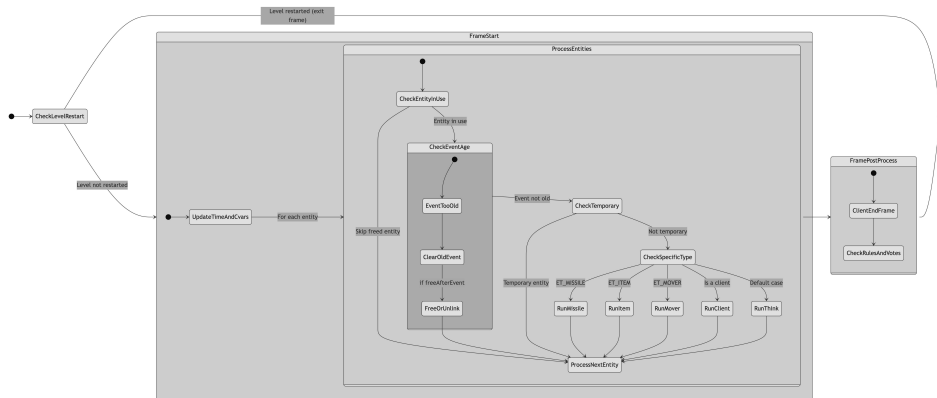 Level restarted (exit
frame)
FrameStart
ProcessEntities
CheckEntityInUse
CheckLevelRestart
Entity in use
CheckEventAge
FramePostProcess
Level not restarted
EventTooOld
Event not old
CheckTemporary
ClientEndFrame
UpdateTimeAndCvars
For each entity
Skip freed entity
Not temporary
ClearOldEvent
CheckSpecificType
CheckRulesAndVotes
If freeAfterEvent
Temporary entity
ET_MISSILE
ET_ITEM
ET_MOVER
Is a client
Default case
FreeOrUnlink
RunMissile
RunItem
RunMover
RunClient
RunThink
ProcessNextEntity